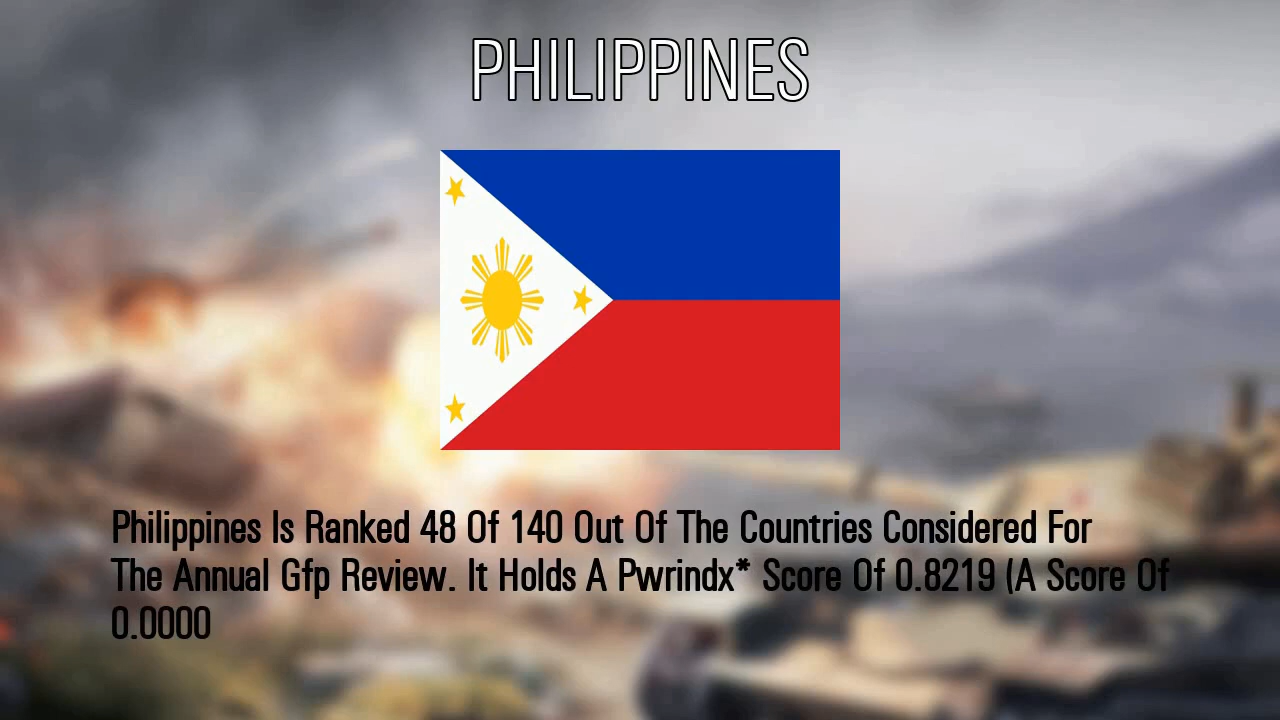 PHILIPPINES
Philippines Is Ranked 48 Of 140 Out Of The Countries Considered For
The Annual Gfp Review. It Holds A Pwrindx* Score Of 0.8219 (A Score Of
0.0000